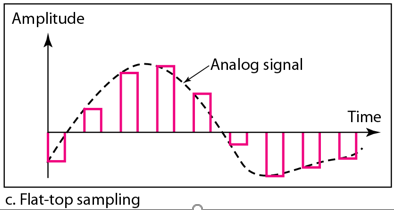 Amplitude
Analog signal
Time
c. Flat-top sampling